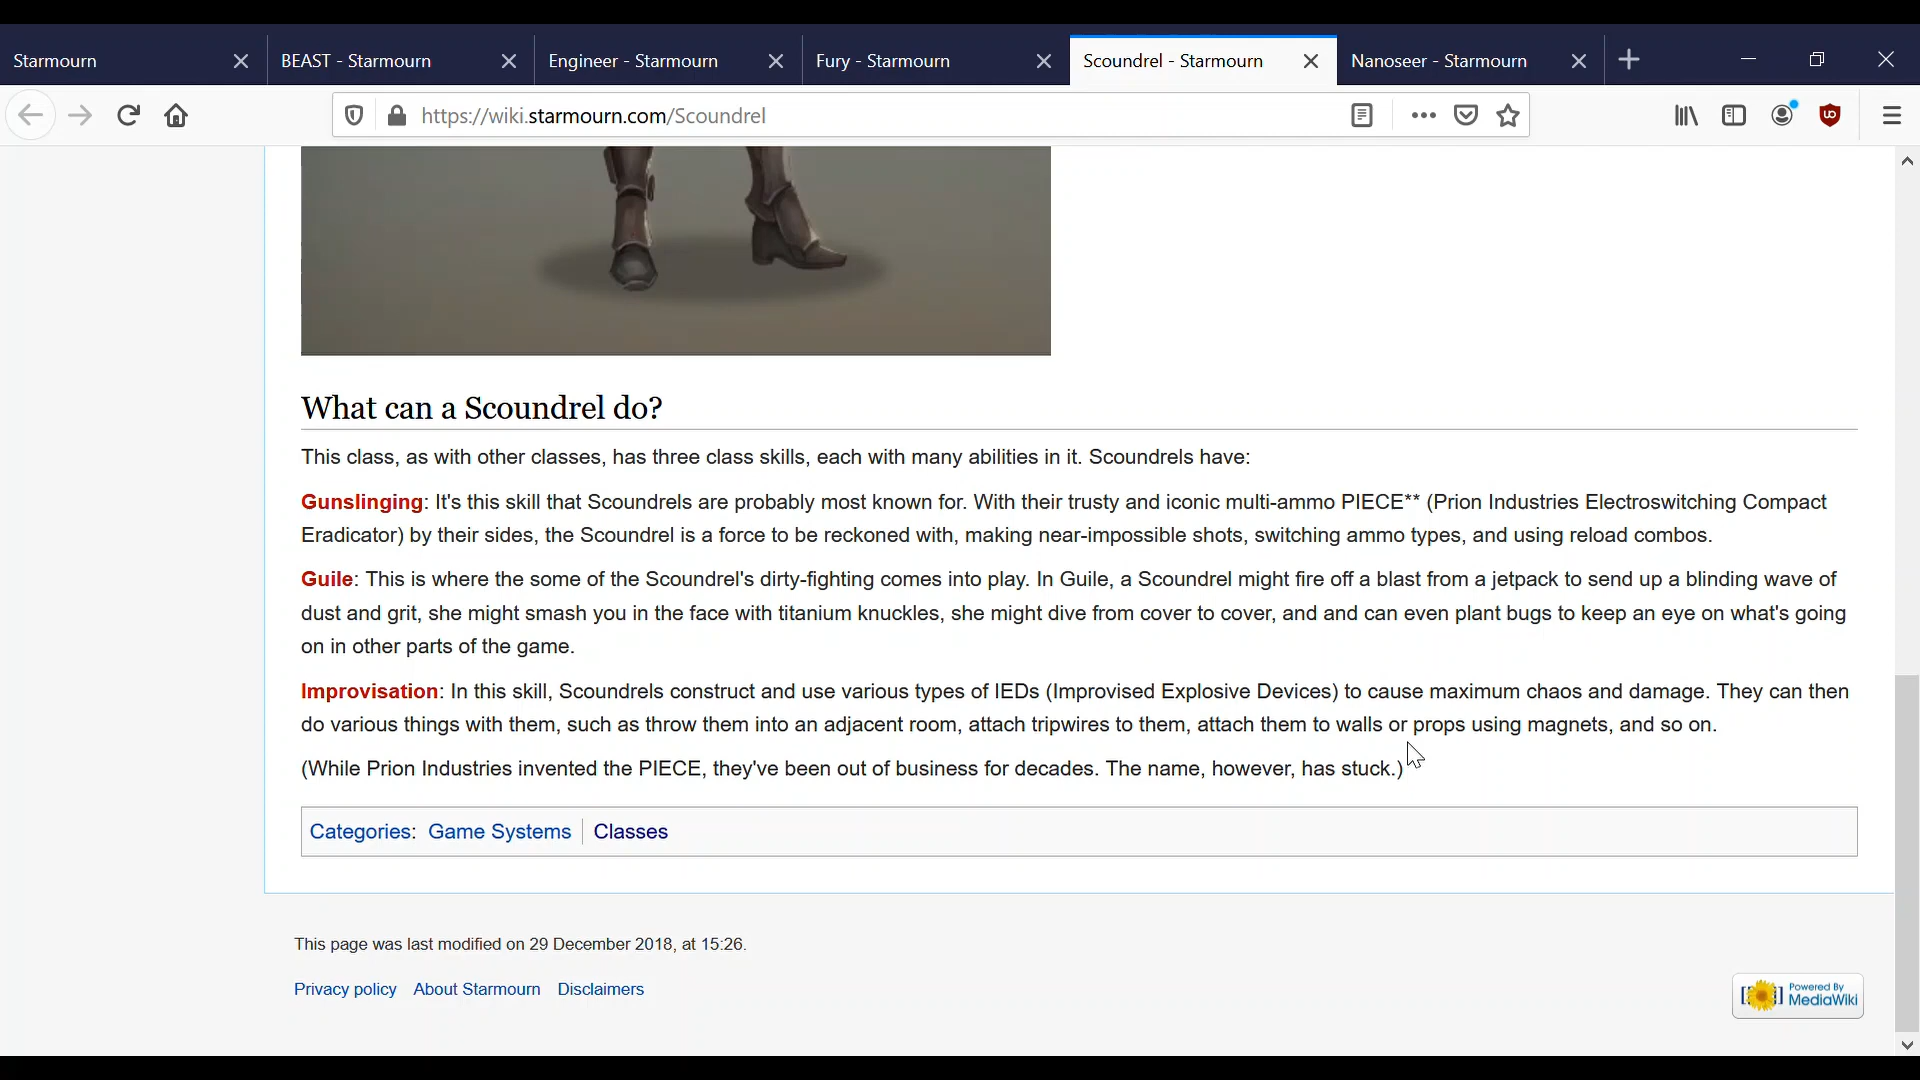 Starmourn
BEAST - Starmourn
Engineer - Starmourn
Fury - Starmourn
Scoundrel - Starmourn
Nanoseer - Starmourn
https://wiki.starmourn.com/Scoundrel
What can a Scoundrel do?
This class, as with other classes, has three class skills, each with many abilities in it. Scoundrels have:
Gunslinging: It's this skill that Scoundrels are probably most known for. With their trusty and iconic multi-ammo PIECE** (Prion Industries Electroswitching Compact
Eradicator) by their sides, the Scoundrel is a force to be reckoned with, making near-impossible shots, switching ammo types, and using reload combos.
Guile: This is where the some of the Scoundrel's dirty-fighting comes into play. In Guile, a Scoundrel might fire off a blast from a jetpack to send up a blinding wave of
dust and grit, she might smash you in the face with titanium knuckles, she might dive from cover to cover, and and can even plant bugs to keep an eye on what's going
on in other parts of the game.
Improvisation: In this skill, Scoundrels construct and use various types of IEDs (Improvised Explosive Devices) to cause maximum chaos and damage. They can then
do various things with them, such as throw them into an adjacent room, attach tripwires to them, attach them to walls or props using magnets, and so on.
(While Prion Industries invented the PIECE, they've been out of business for decades. The name, however, has stuck.)
Categories: Game Systems | Classes
This page was last modified on 29 December 2018, at 15:26.
Privacy policy About Starmourn Disclaimers
Powered By
MediaWiki